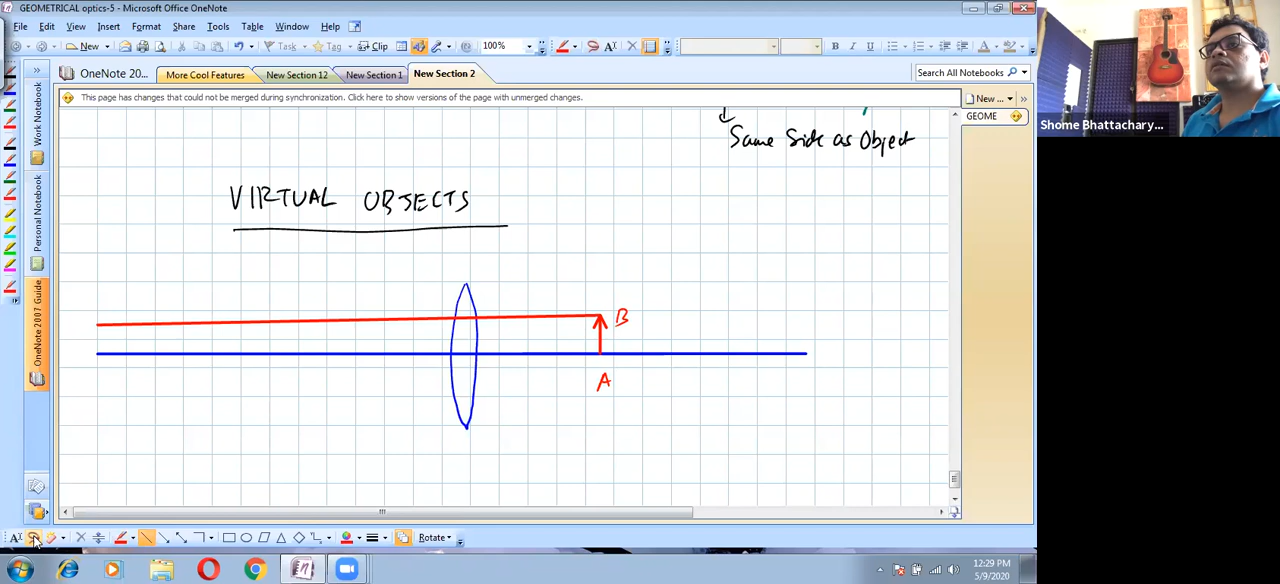 GEOMETRICAL optics-5 - Microsoft Office OneNote
File Edit View Insert Format Share Tools Table Window Help
New Task Tag Clip 100% B I U
OneNote 20... More Cool Features New Section 12 New Section 1 New Section 2 Search All Notebooks
This page has changes that could not be merged during synchronization. Click here to show versions of the page with unmerged changes.
New ...
GEOME
Work Notebook
Personal Notebook
OneNote 2007 Guide
Same Side as Object
VIRTUAL OBJECTS
B
A
Rotate
12:29 PM
5/9/2020
Shome Bhattachary...